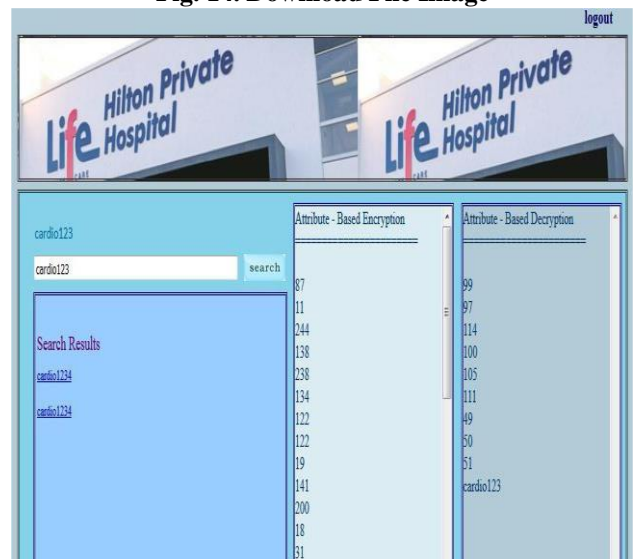 Fig. 14. Download File Image
logout
Life Hilton Private
Hospital
Life Hilton Private
Hospital
cardio123
cardio123
search
Search Results
cardio1234
cardio1234
Attribute - Based Encryption
======================
87
11
244
138
238
134
122
122
19
141
200
18
31
Attribute - Based Decryption
====================
99
97
114
100
105
111
49
50
51
cardio123